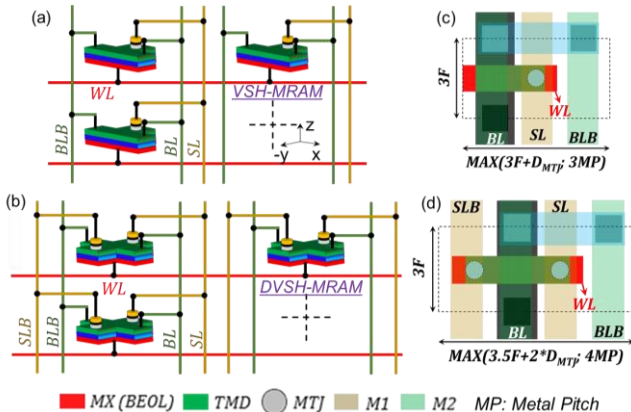 (a)
WL
VSH-MRAM
BLB
BL
SL
z
-y
x
(b)
WL
DVSH-MRAM
SLB
BLB
BL
SL
(c)
3F
WL
BL
SL
BLB
MAX(3F+D_MTJ; 3MP)
(d)
SLB
SL
3F
WL
BL
BLB
MAX(3.5F+2*D_MTJ; 4MP)
MX (BEOL) TMD MTJ M1 M2 MP: Metal Pitch